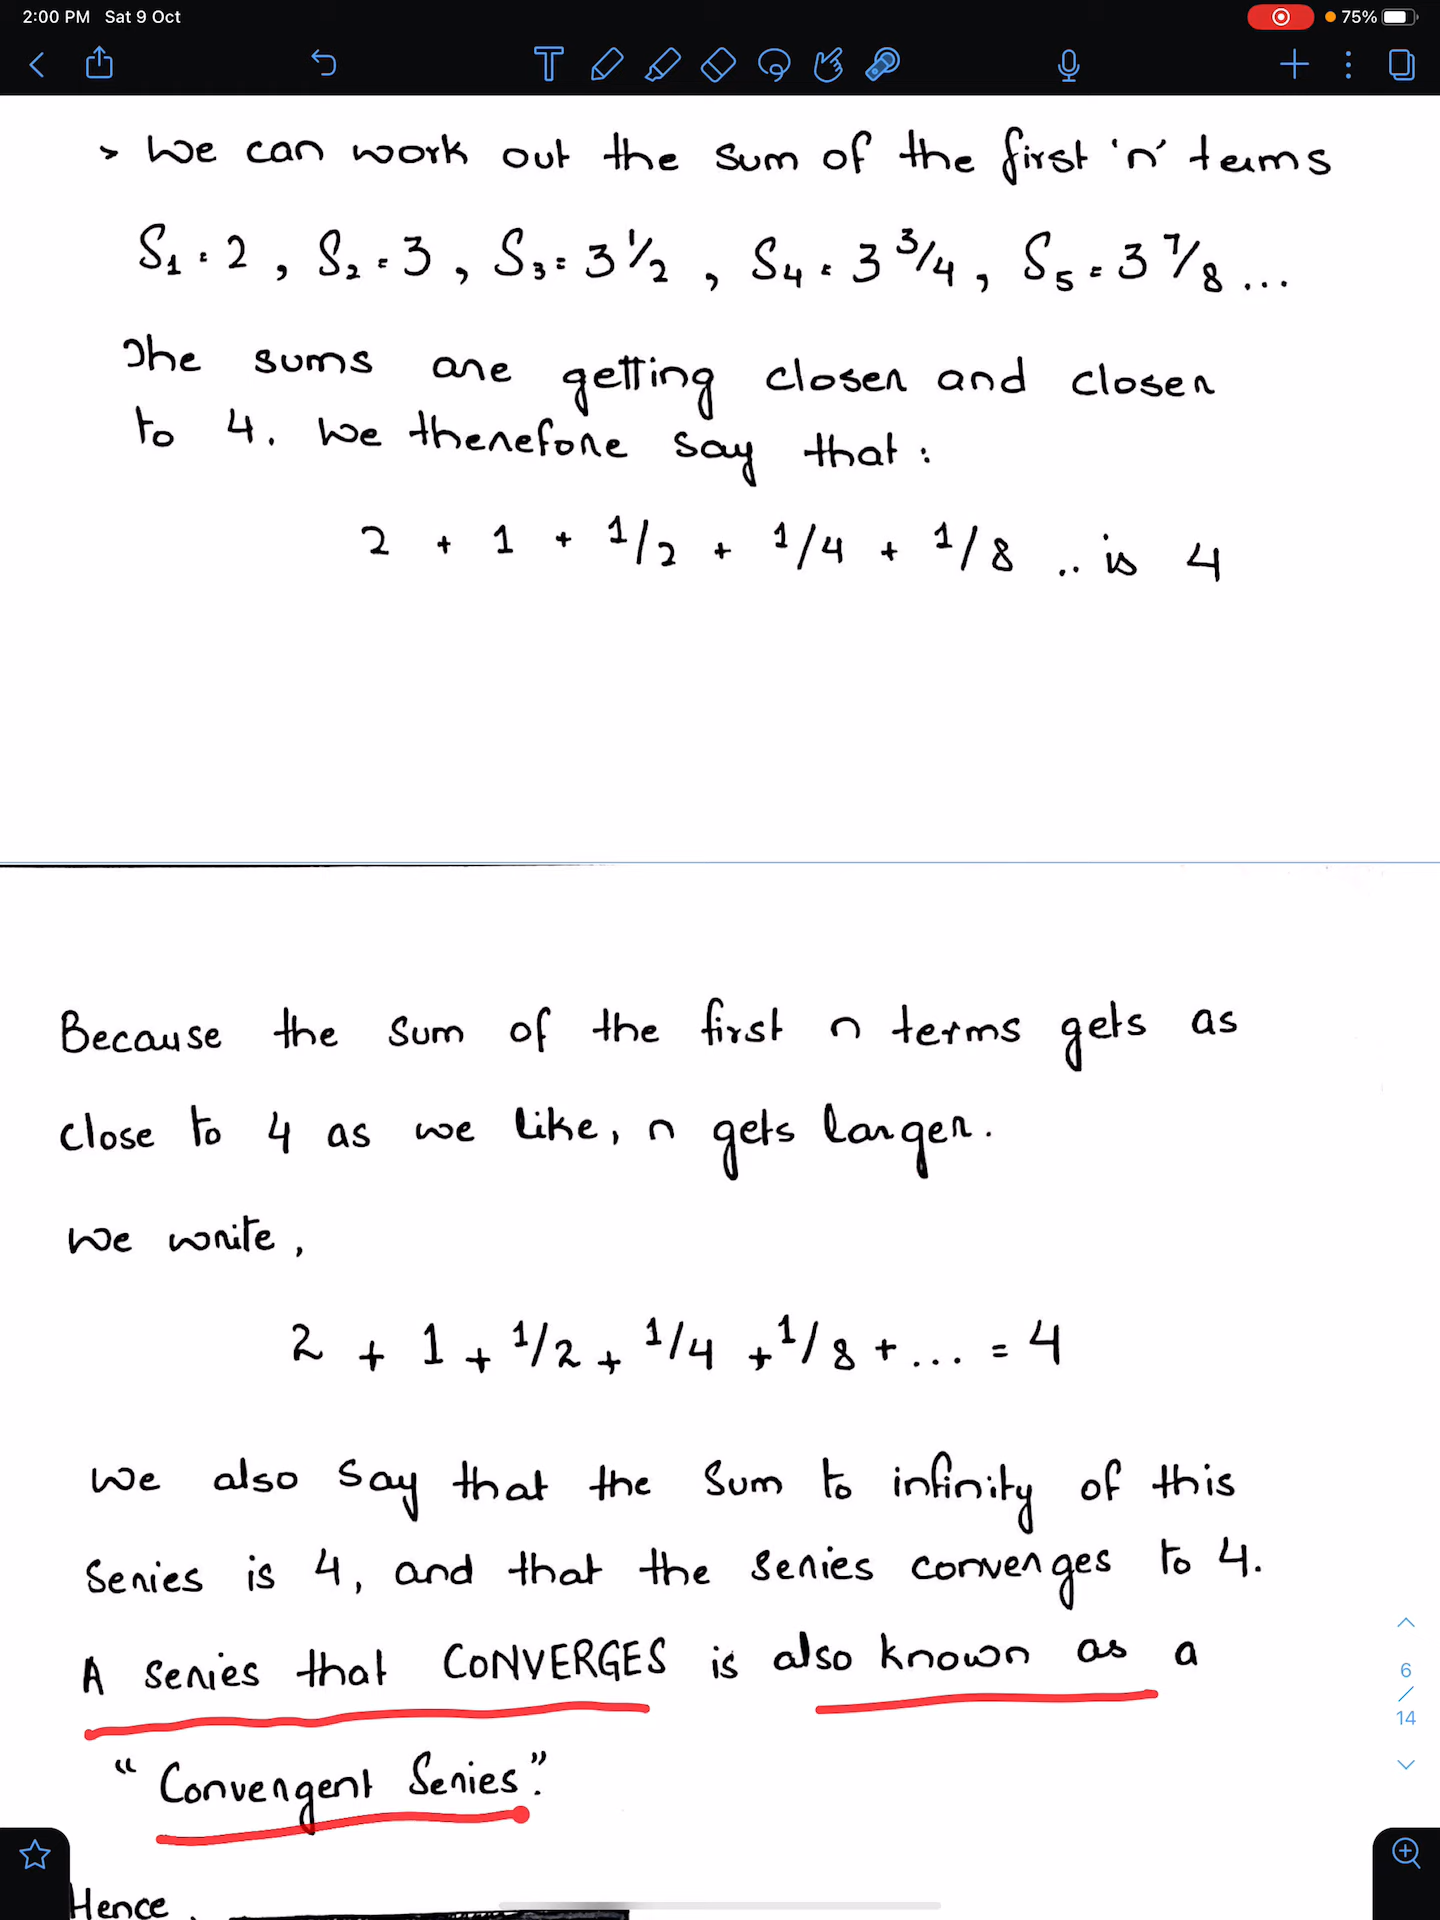 2:00 PM Sat 9 Oct
75%
> We can work out the sum of the first 'n' terms
S₁ = 2 , S₂ = 3 , S₃ = 3 ½ , S₄ = 3 ¾ , S₅ = 3 ⅞ ...
The sums are getting closer and closer
to 4. We therefore say that :
2 + 1 + 1/2 + 1/4 + 1/8 .. is 4
Because the sum of the first n terms gets as
close to 4 as we like, n gets larger.
We write,
2 + 1 + 1/2 + 1/4 + 1/8 + ... = 4
We also say that the sum to infinity of this
series is 4, and that the series converges to 4.
A series that CONVERGES is also known as a
"Convergent Series."
Hence,
6
/
14